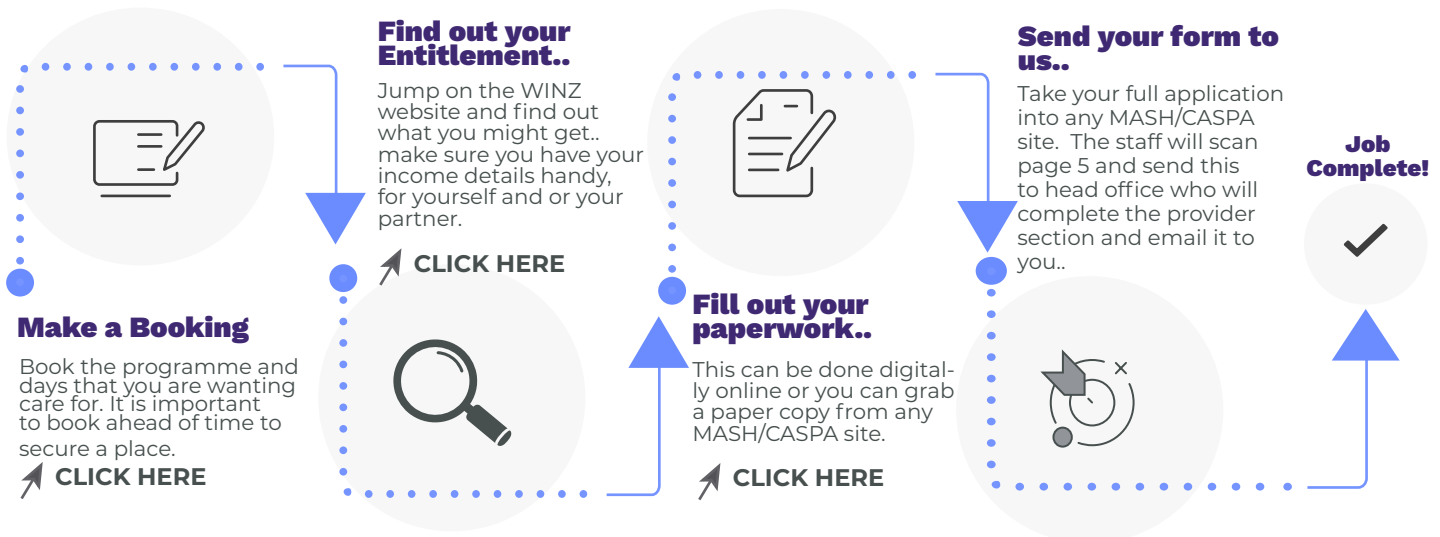 Make a Booking
Book the programme and
days that you are wanting
care for. It is important
to book ahead of time to
secure a place.
CLICK HERE
Find out your
Entitlement..
Jump on the WINZ
website and find out
what you might get..
make sure you have your
income details handy,
for yourself and or your
partner.
CLICK HERE
Fill out your
paperwork..
This can be done digital-
ly online or you can grab
a paper copy from any
MASH/CASPA site.
CLICK HERE
Send your form to
us..
Take your full application
into any MASH/CASPA
site. The staff will scan
page 5 and send this
to head office who will
complete the provider
section and email it to
you..
Job
Complete!